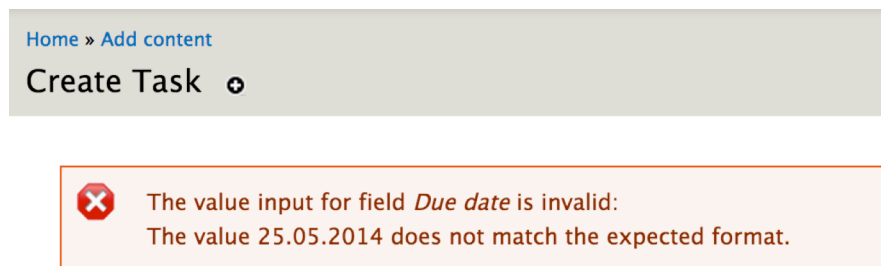 Home » Add content
Create Task
The value input for field Due date is invalid:
The value 25.05.2014 does not match the expected format.